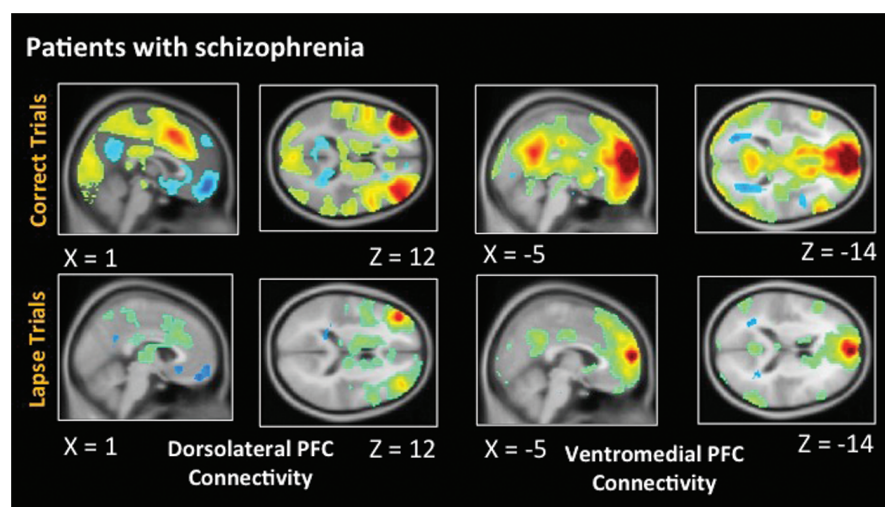 Patients with schizophrenia
Correct Trials
X = 1
Z = 12
X = -5
Z = -14
Lapse Trials
X = 1
Dorsolateral PFC
Connectivity
Z = 12
X = -5
Ventromedial PFC
Connectivity
Z = -14